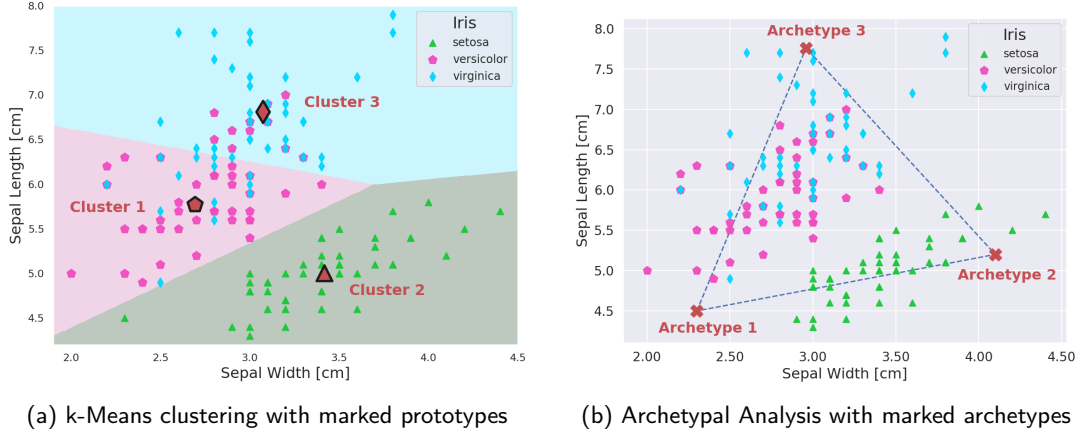 8.0
7.5
7.0
6.5
6.0
5.5
5.0
4.5
Sepal Length [cm]
2.0 2.5 3.0 3.5 4.0 4.5
Sepal Width [cm]
Iris
setosa
versicolor
virginica
Cluster 3
Cluster 1
Cluster 2
(a) k-Means clustering with marked prototypes
8.0
7.5
7.0
6.5
6.0
5.5
5.0
4.5
Sepal Length [cm]
2.00 2.50 3.00 3.50 4.00 4.50
Sepal Width [cm]
Iris
setosa
versicolor
virginica
Archetype 3
Archetype 2
Archetype 1
(b) Archetypal Analysis with marked archetypes